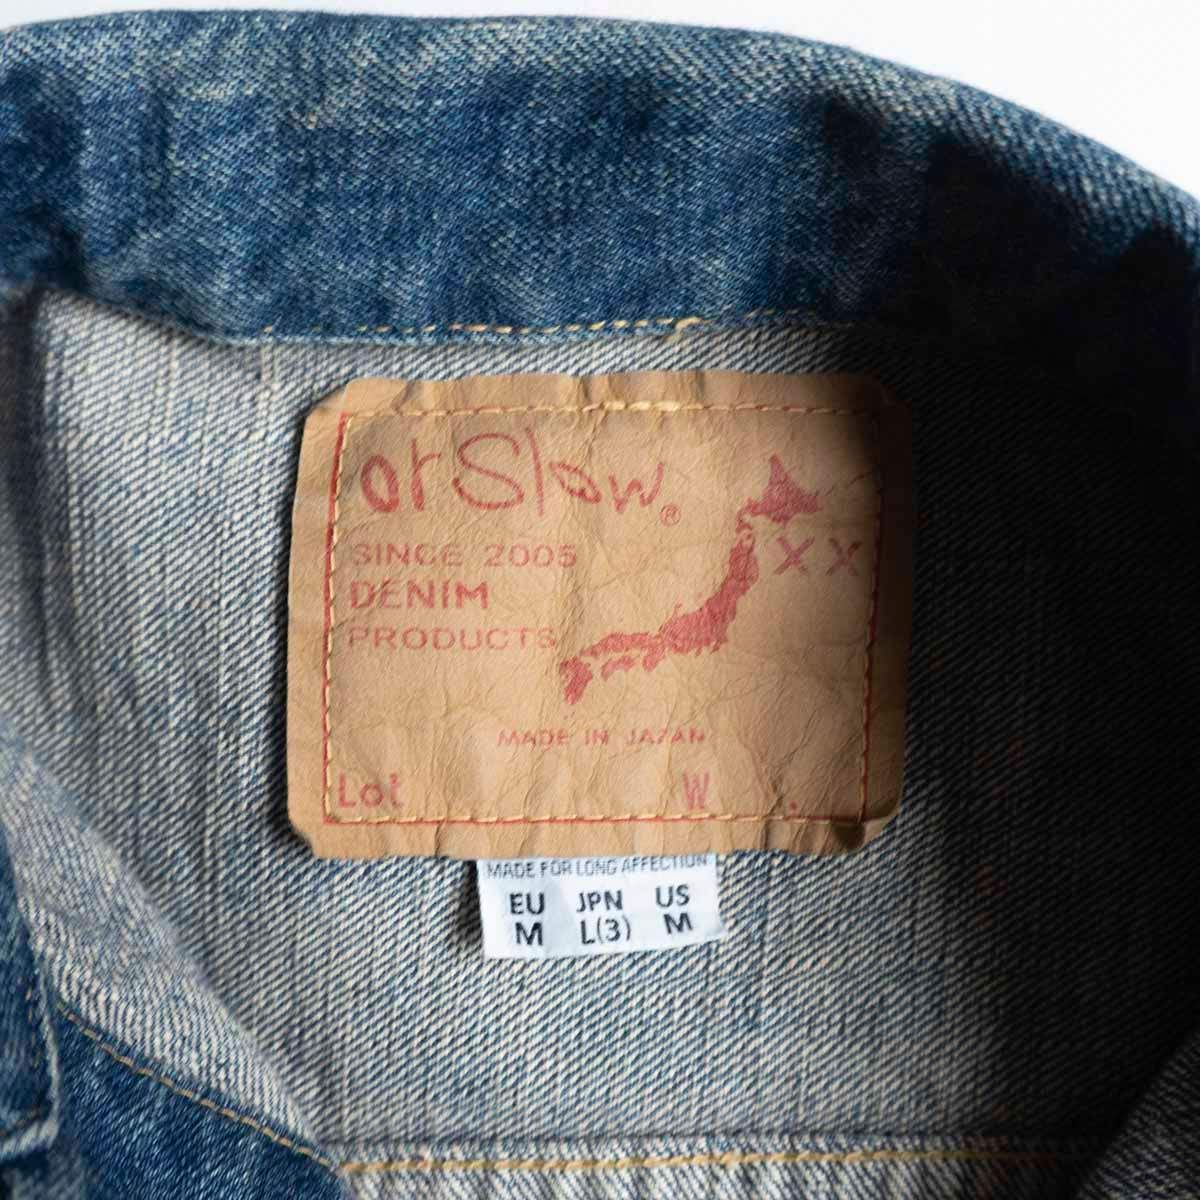 orSlow®
SINCE 2005
DENIM
PRODUCTS
XX
MADE IN JAPAN
Lot W .
MADE FOR LONG AFFECTION
EU JPN US
M L(3) M